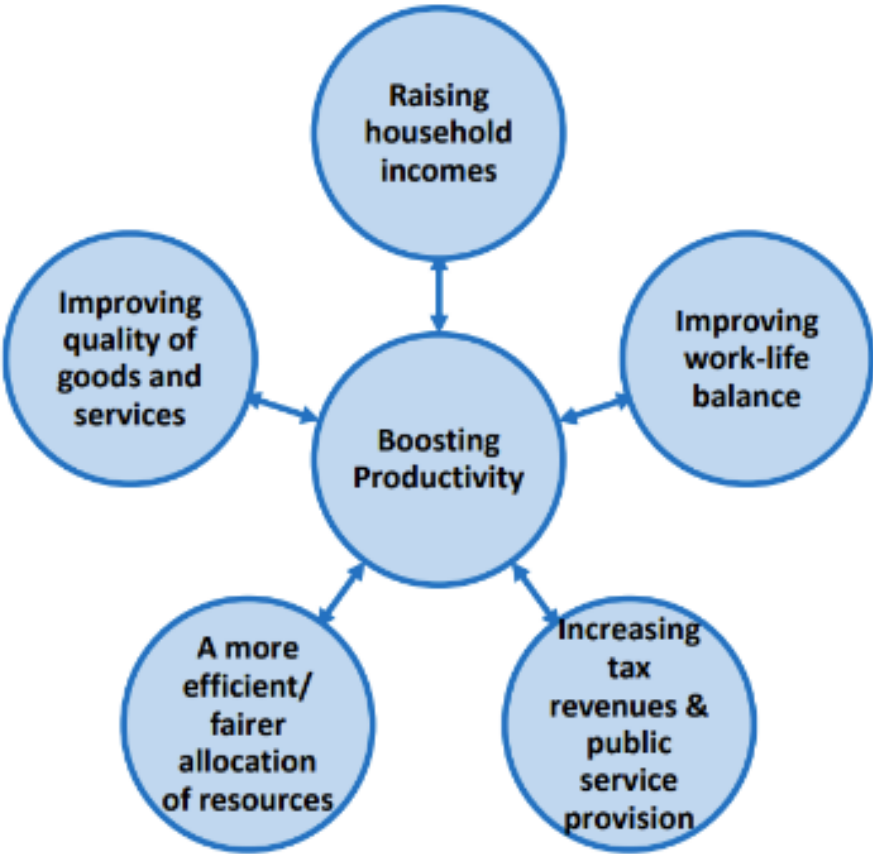 Raising
household
incomes
Improving
quality of
goods and
services
Improving
work-life
balance
Boosting
Productivity
A more
efficient/
fairer
allocation
of resources
Increasing
tax
revenues &
public
service
provision